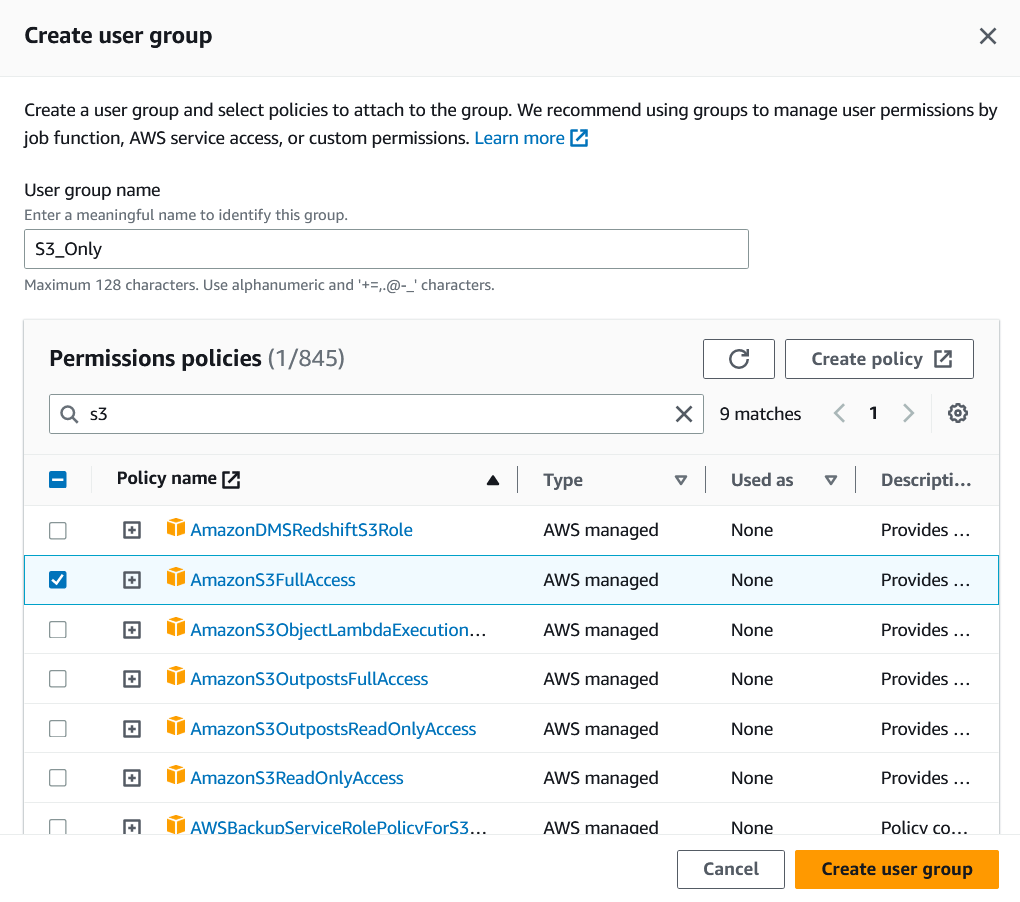 Create user group
Create a user group and select policies to attach to the group. We recommend using groups to manage user permissions by
job function, AWS service access, or custom permissions. Learn more
User group name
Enter a meaningful name to identify this group.
S3_Only
Maximum 128 characters. Use alphanumeric and '+=,.@-_' characters.
Permissions policies (1/845)
Create policy
s3
9 matches
1
Policy name Type Used as Descripti...
AmazonDMSRedshiftS3Role AWS managed None Provides ...
AmazonS3FullAccess AWS managed None Provides ...
AmazonS3ObjectLambdaExecution... AWS managed None Provides ...
AmazonS3OutpostsFullAccess AWS managed None Provides ...
AmazonS3OutpostsReadOnlyAccess AWS managed None Provides ...
AmazonS3ReadOnlyAccess AWS managed None Provides ...
AWSBackupServiceRolePolicyForS3... AWS managed None Policy co...
Cancel
Create user group